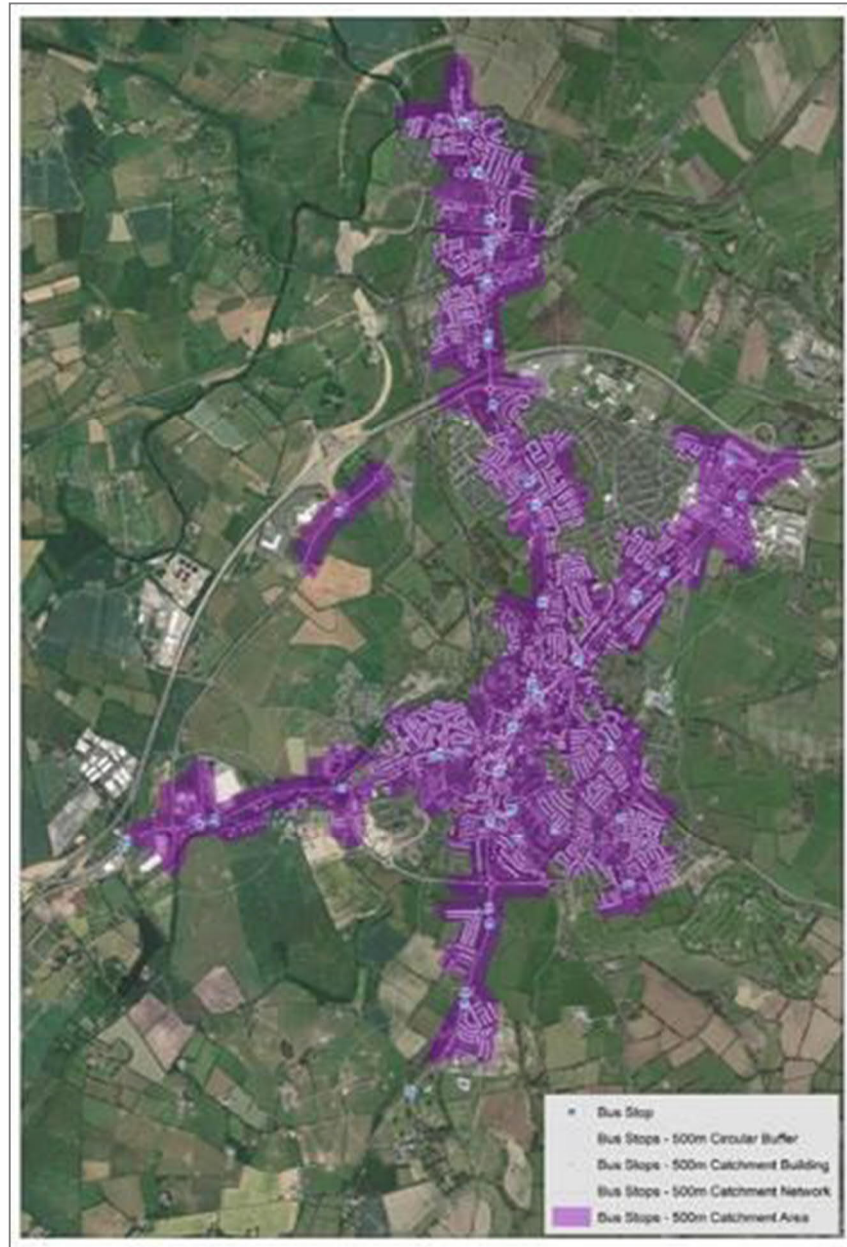 Bus Stop
Bus Stops - 500m Circular Buffer
Bus Stops - 500m Catchment Building
Bus Stops - 500m Catchment Network
Bus Stops - 500m Catchment Area